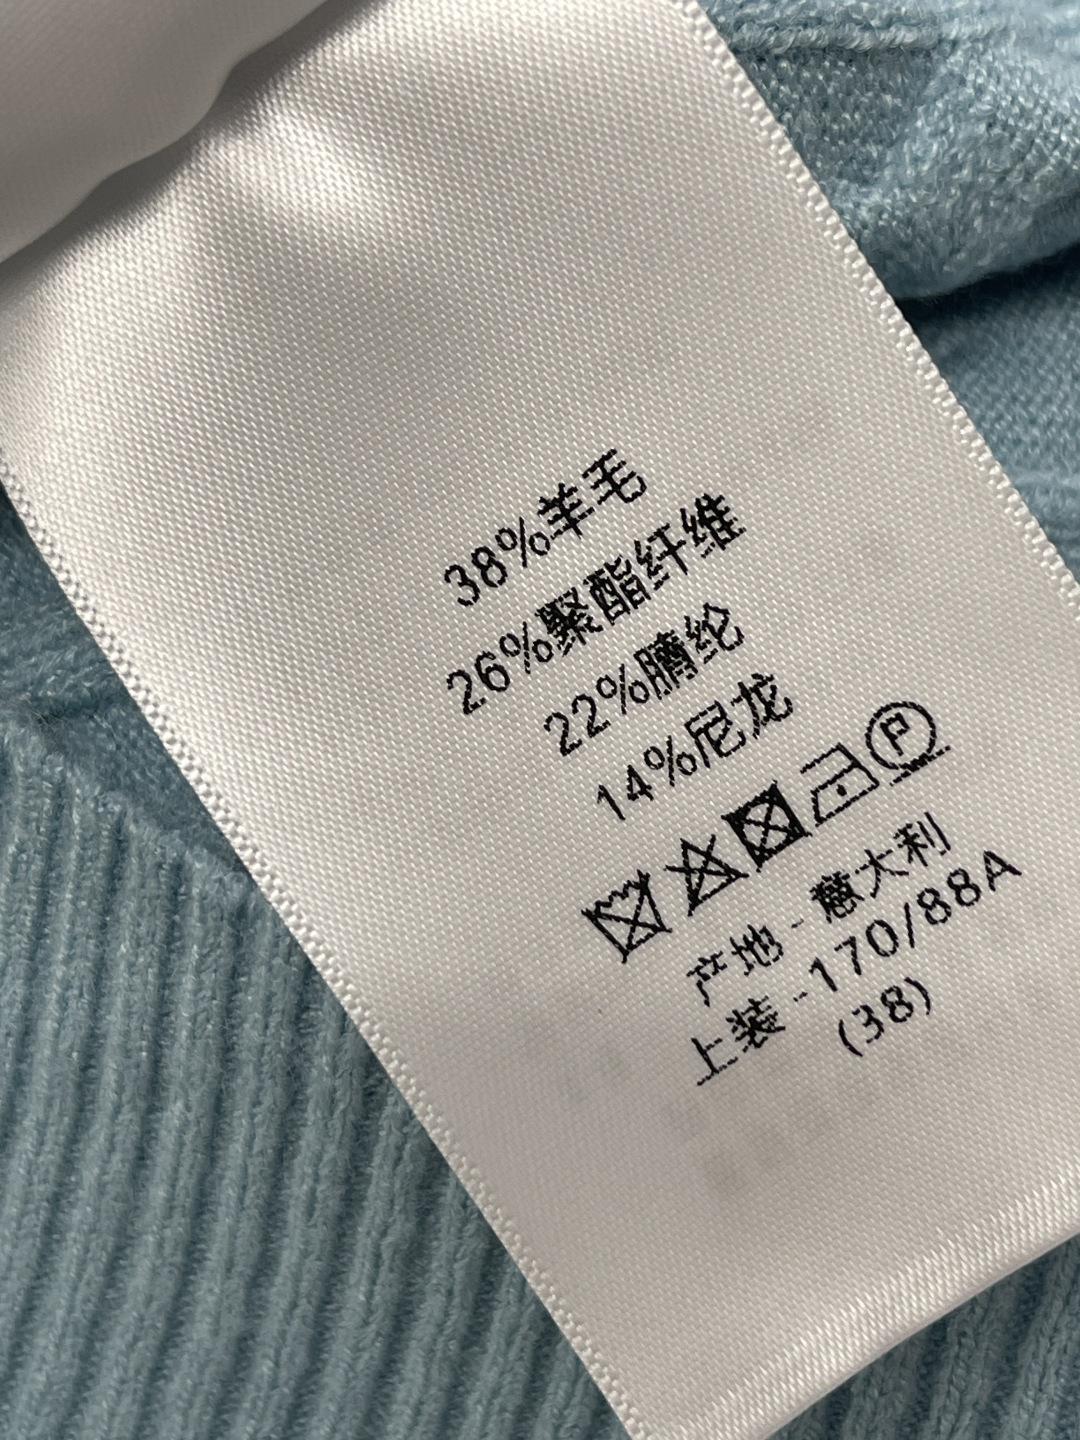 38%羊毛
26%聚酯纤维
22%腈纶
14%尼龙
P
产地 - 意大利
上装 -170/88A
(38)